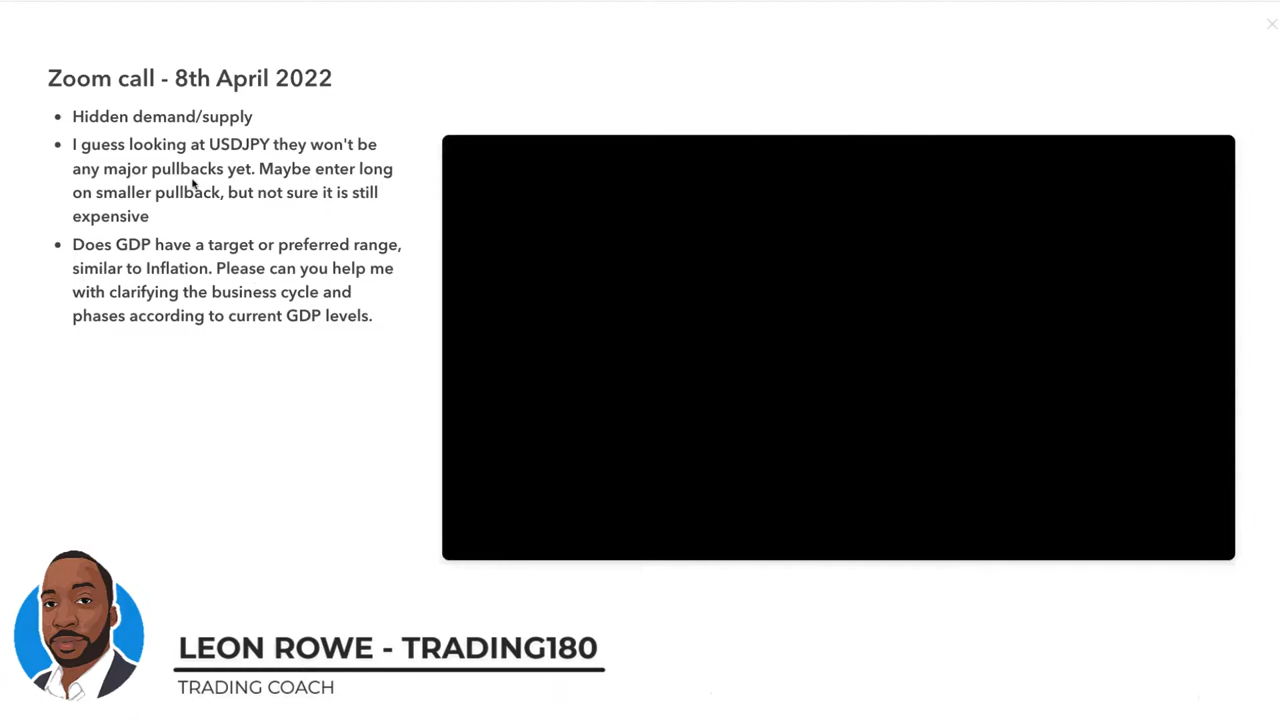 Zoom call - 8th April 2022
• Hidden demand/supply
• I guess looking at USDJPY they won't be
any major pullbacks yet. Maybe enter long
on smaller pullback, but not sure it is still
expensive
• Does GDP have a target or preferred range,
similar to Inflation. Please can you help me
with clarifying the business cycle and
phases according to current GDP levels.
LEON ROWE - TRADING180
TRADING COACH